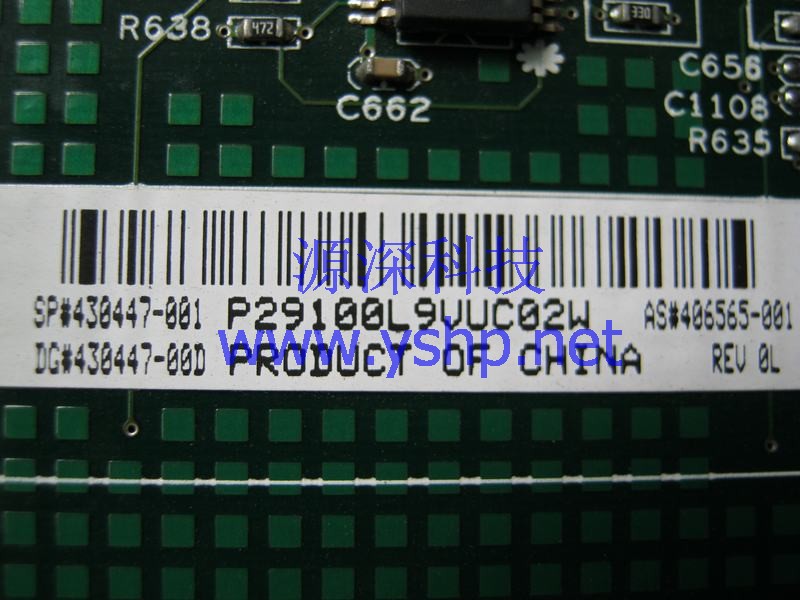 R638
472
330
C656
C662
C1108
R635
源深科技
SP#430447-001 P29100L9VUC02W AS#406565-001
www.yshp.net
DG#430447-00D PRODUCT OF CHINA REV 0L